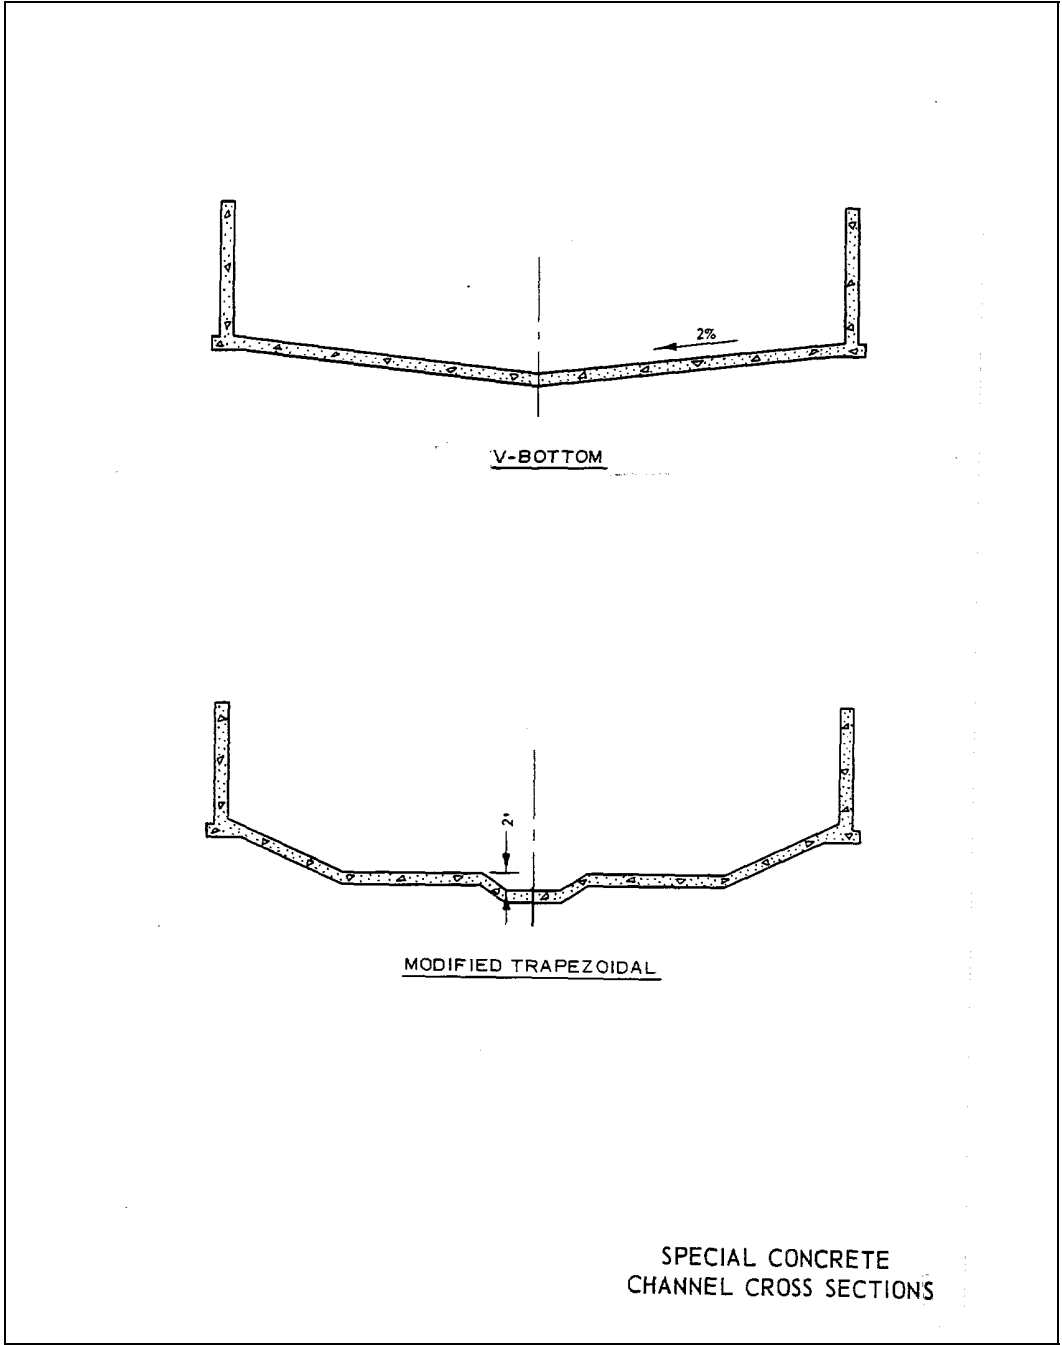 2%
V-BOTTOM
2'
MODIFIED TRAPEZOIDAL
SPECIAL CONCRETE
CHANNEL CROSS SECTIONS